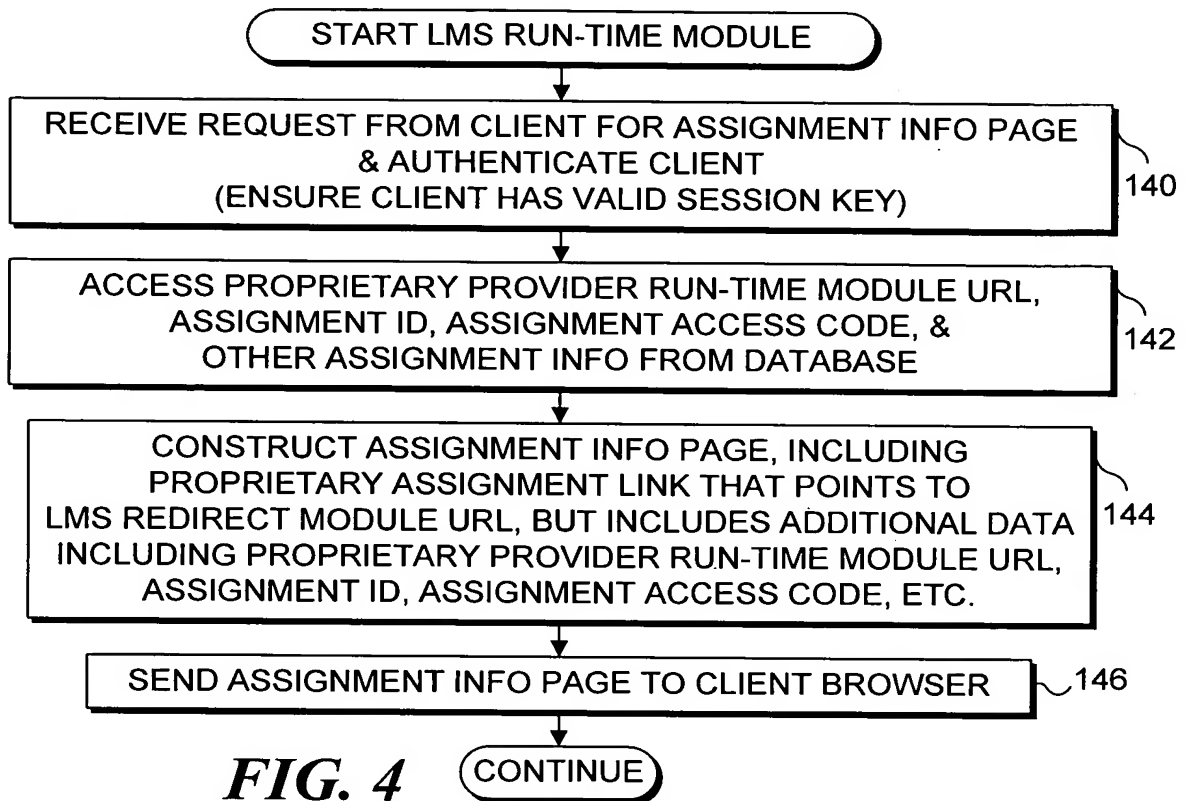 START LMS RUN-TIME MODULE
RECEIVE REQUEST FROM CLIENT FOR ASSIGNMENT INFO PAGE
& AUTHENTICATE CLIENT
(ENSURE CLIENT HAS VALID SESSION KEY)
140
ACCESS PROPRIETARY PROVIDER RUN-TIME MODULE URL,
ASSIGNMENT ID, ASSIGNMENT ACCESS CODE, &
OTHER ASSIGNMENT INFO FROM DATABASE
142
CONSTRUCT ASSIGNMENT INFO PAGE, INCLUDING
PROPRIETARY ASSIGNMENT LINK THAT POINTS TO
LMS REDIRECT MODULE URL, BUT INCLUDES ADDITIONAL DATA
INCLUDING PROPRIETARY PROVIDER RUN-TIME MODULE URL,
ASSIGNMENT ID, ASSIGNMENT ACCESS CODE, ETC.
144
SEND ASSIGNMENT INFO PAGE TO CLIENT BROWSER
146
FIG. 4
CONTINUE